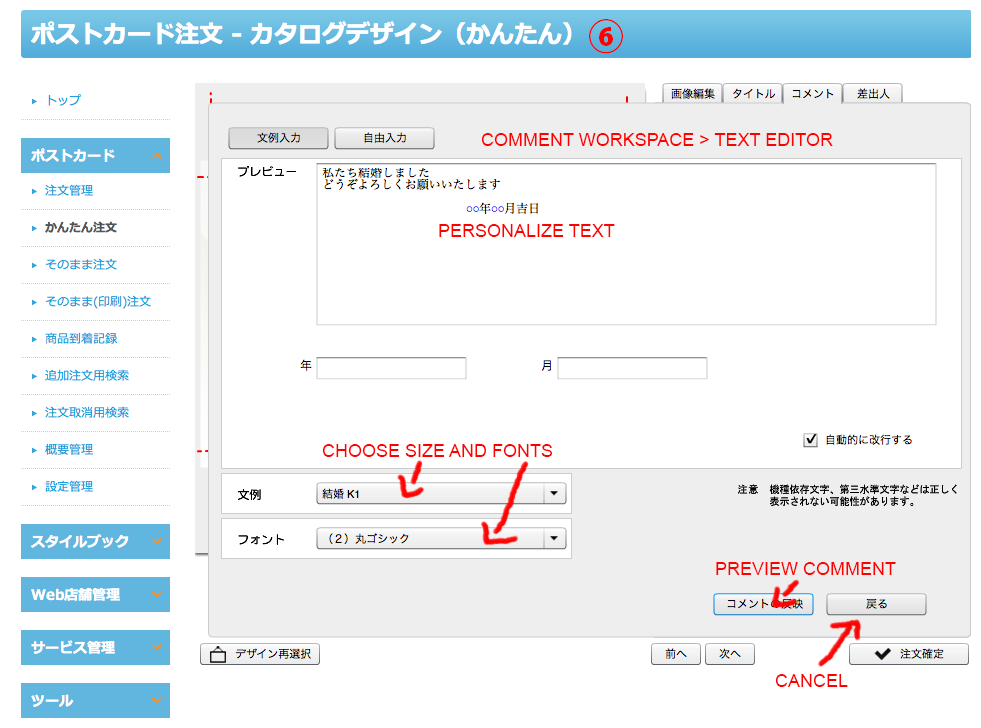 ポストカード注文 - カタログデザイン（かんたん） ⑥
トップ
ポストカード
注文管理
かんたん注文
そのまま注文
そのまま(印刷)注文
商品到着記録
追加注文用検索
注文取消用検索
概要管理
設定管理
スタイルブック
Web店舗管理
サービス管理
ツール
画像編集 タイトル コメント 差出人
文例入力 自由入力 COMMENT WORKSPACE > TEXT EDITOR
プレビュー
私たち結婚しました
どうぞよろしくお願いいたします
○○年○○月吉日
PERSONALIZE TEXT
年 月
自動的に改行する
CHOOSE SIZE AND FONTS
文例 結婚 K1
注意 機種依存文字、第三水準文字などは正しく
表示されない可能性があります。
フォント （2）丸ゴシック
PREVIEW COMMENT
コメントの反映 戻る
デザイン再選択 前へ 次へ 注文確定
CANCEL